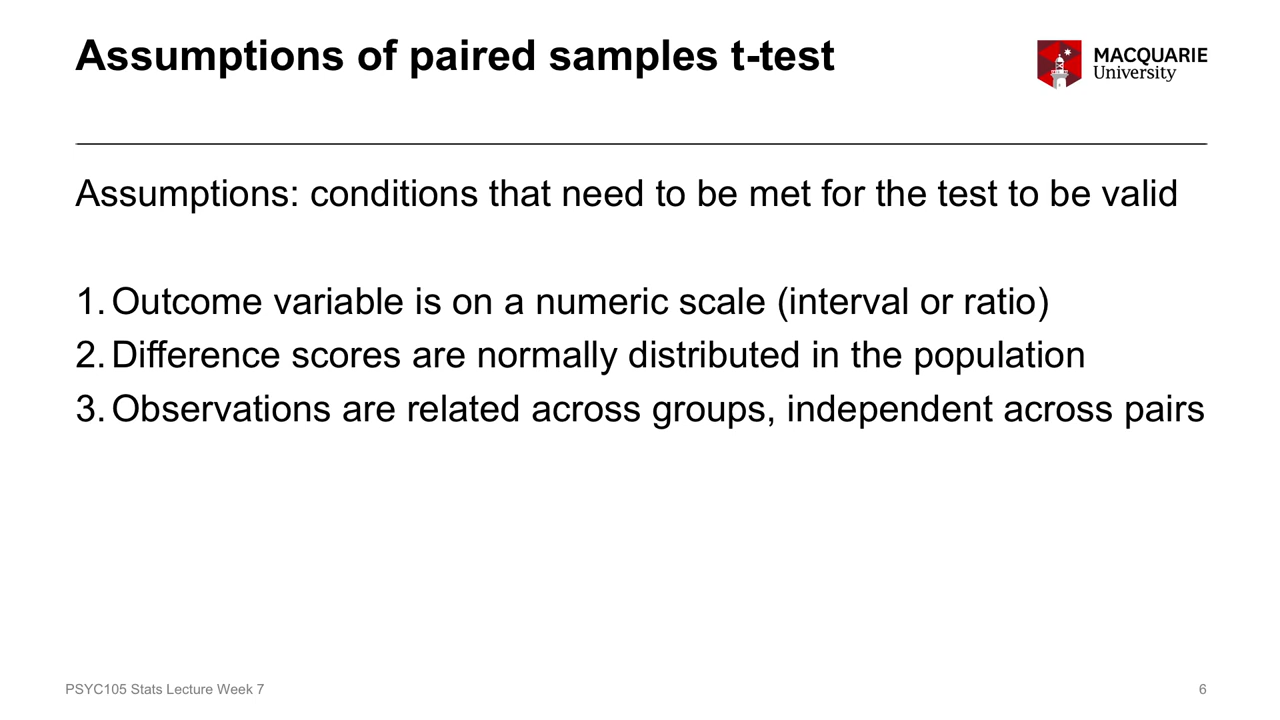 Assumptions of paired samples t-test
MACQUARIE
University
Assumptions: conditions that need to be met for the test to be valid
1. Outcome variable is on a numeric scale (interval or ratio)
2. Difference scores are normally distributed in the population
3. Observations are related across groups, independent across pairs
PSYC105 Stats Lecture Week 7
6